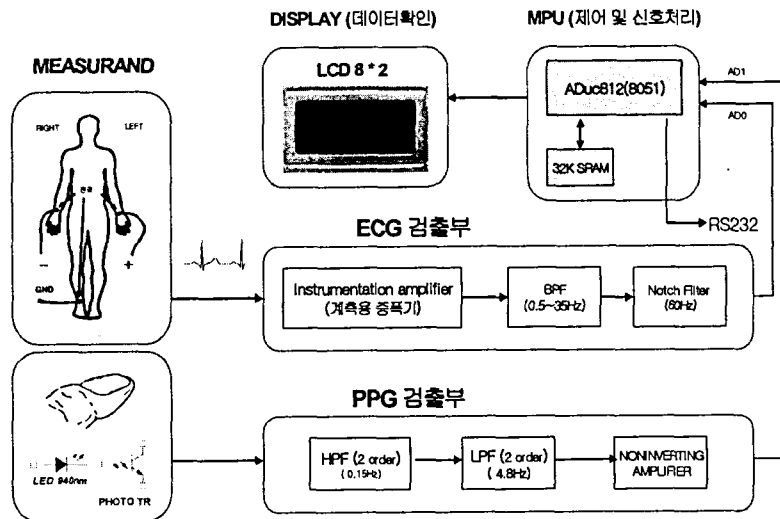 DISPLAY (데이터확인)
MPU (제어 및 신호처리)
MEASURAND
LCD 8 * 2
ADuc812(8051)
AD1
AD0
RIGHT
LEFT
32K SRAM
RS232
ECG 검출부
−
+
GND
Instrumentation amplifier
(계측용 증폭기)
BPF
(0.5~35Hz)
Notch Filter
(60Hz)
PPG 검출부
HPF (2 order)
(0.15Hz)
LPF (2 order)
(4.8Hz)
NONINVERTING
AMPLIFIER
LED 940nm
PHOTO TR